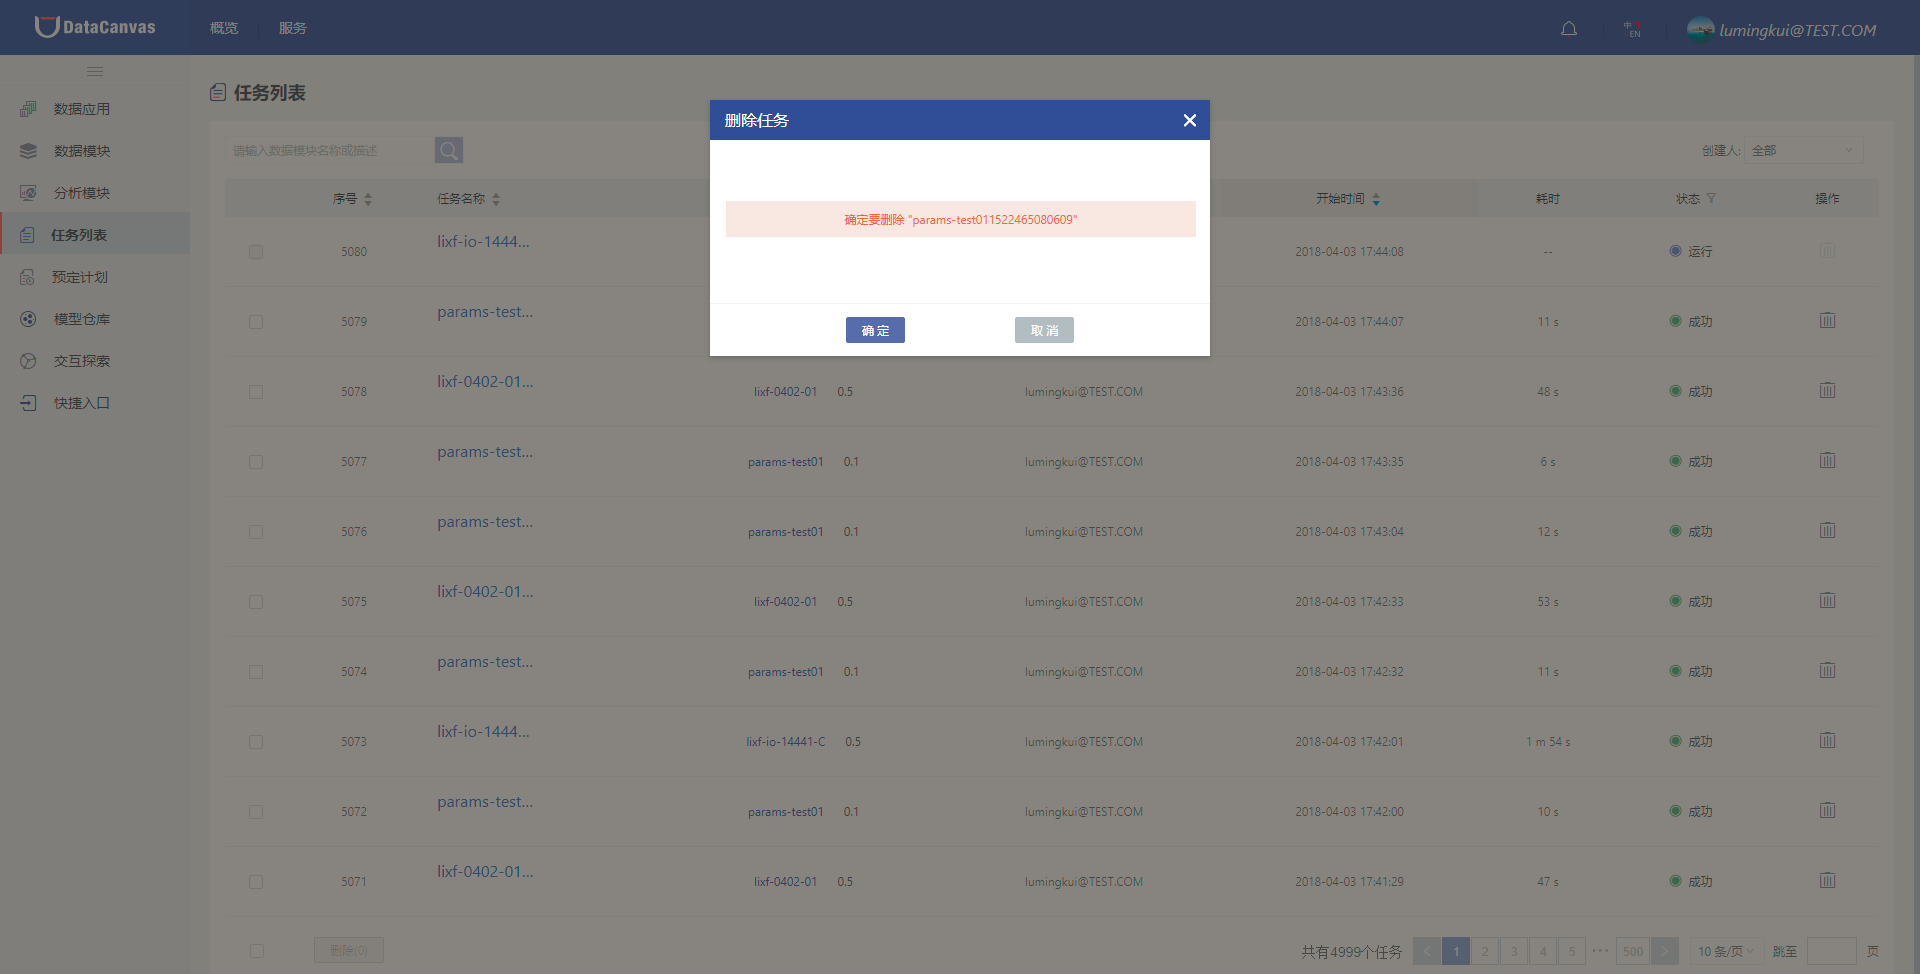 DataCanvas 概览 服务 中 EN lumingkui@TEST.COM
数据应用
数据模块
分析模块
任务列表
预定计划
模型仓库
交互探索
快捷入口
任务列表
请输入数据模块名称或描述 创建人: 全部
序号 任务名称 开始时间 耗时 状态 操作
5080 lixf-io-1444... 2018-04-03 17:44:08 -- 运行
5079 params-test... 2018-04-03 17:44:07 11 s 成功
5078 lixf-0402-01... lixf-0402-01 0.5 lumingkui@TEST.COM 2018-04-03 17:43:36 48 s 成功
5077 params-test... params-test01 0.1 lumingkui@TEST.COM 2018-04-03 17:43:35 6 s 成功
5076 params-test... params-test01 0.1 lumingkui@TEST.COM 2018-04-03 17:43:04 12 s 成功
5075 lixf-0402-01... lixf-0402-01 0.5 lumingkui@TEST.COM 2018-04-03 17:42:33 53 s 成功
5074 params-test... params-test01 0.1 lumingkui@TEST.COM 2018-04-03 17:42:32 11 s 成功
5073 lixf-io-1444... lixf-io-14441-C 0.5 lumingkui@TEST.COM 2018-04-03 17:42:01 1 m 54 s 成功
5072 params-test... params-test01 0.1 lumingkui@TEST.COM 2018-04-03 17:42:00 10 s 成功
5071 lixf-0402-01... lixf-0402-01 0.5 lumingkui@TEST.COM 2018-04-03 17:41:29 47 s 成功
删除(0) 共有4999个任务 < 1 2 3 4 5 ••• 500 > 10 条/页 跳至 页
删除任务
确定要删除 "params-test011522465080609"
确定 取消